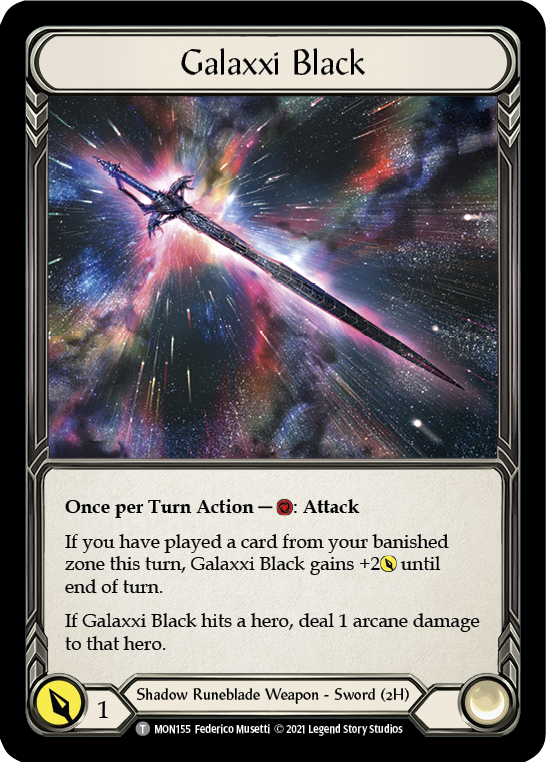 Galaxxi Black
Once per Turn Action — : Attack
If you have played a card from your banished
zone this turn, Galaxxi Black gains +2 until
end of turn.
If Galaxxi Black hits a hero, deal 1 arcane damage
to that hero.
1
Shadow Runeblade Weapon - Sword (2H)
T MON155 Federico Musetti © 2021 Legend Story Studios